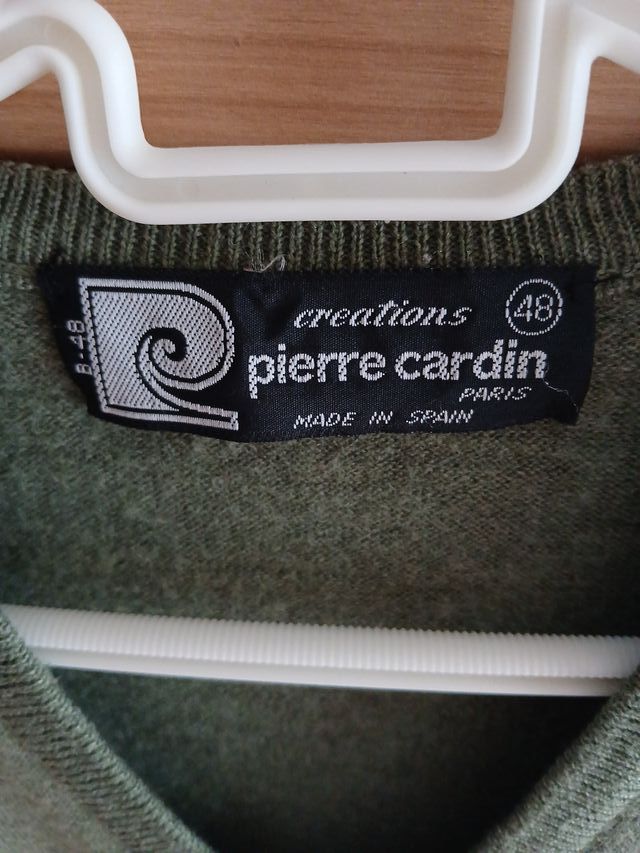 B-48
creations
48
pierre cardin
PARIS
MADE IN SPAIN